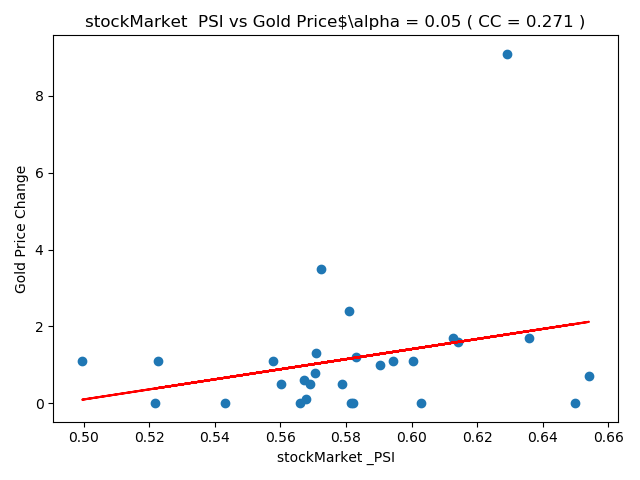 stockMarket  PSI vs Gold Price$\alpha = 0.05 ( CC = 0.271 )
Gold Price Change
8
6
4
2
0
0.50 0.52 0.54 0.56 0.58 0.60 0.62 0.64 0.66
stockMarket _PSI